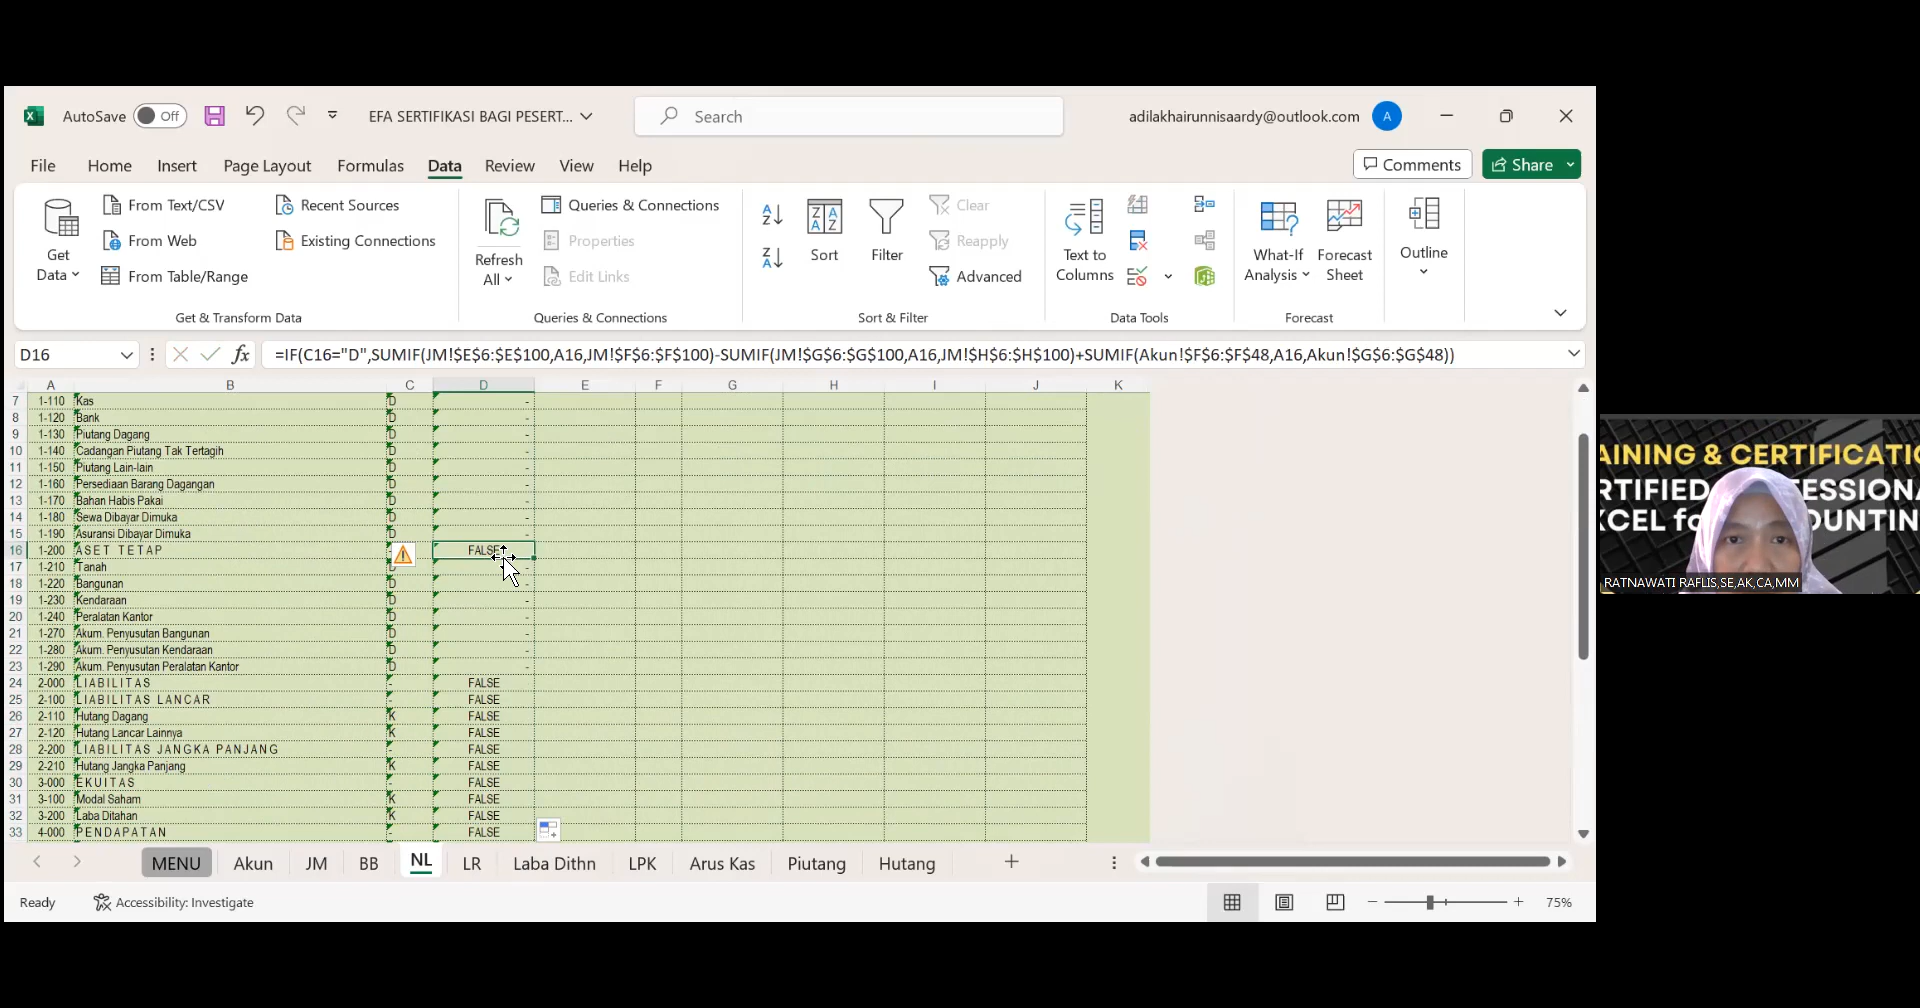 AutoSave Off EFA SERTIFIKASI BAGI PESERT... Search adilakhairunnisaardy@outlook.com A
File Home Insert Page Layout Formulas Data Review View Help Comments Share
Get Data
From Text/CSV
From Web
From Table/Range
Recent Sources
Existing Connections
Get & Transform Data
Refresh All
Queries & Connections
Properties
Edit Links
Queries & Connections
Sort
Filter
Clear
Reapply
Advanced
Sort & Filter
Text to Columns
Data Tools
What-If Analysis
Forecast Sheet
Forecast
Outline
D16 fx =IF(C16="D",SUMIF(JM!$E$6:$E$100,A16,JM!$F$6:$F$100)-SUMIF(JM!$G$6:$G$100,A16,JM!$H$6:$H$100)+SUMIF(Akun!$F$6:$F$48,A16,Akun!$G$6:$G$48))
A B C D E F G H I J K
7 1-110 Kas D -
8 1-120 Bank D -
9 1-130 Piutang Dagang D -
10 1-140 Cadangan Piutang Tak Tertagih D -
11 1-150 Piutang Lain-lain D -
12 1-160 Persediaan Barang Dagangan D -
13 1-170 Bahan Habis Pakai D -
14 1-180 Sewa Dibayar Dimuka D -
15 1-190 Asuransi Dibayar Dimuka D -
16 1-200 ASET TETAP - FALSE
17 1-210 Tanah D -
18 1-220 Bangunan D -
19 1-230 Kendaraan D -
20 1-240 Peralatan Kantor D -
21 1-270 Akum. Penyusutan Bangunan D -
22 1-280 Akum. Penyusutan Kendaraan D -
23 1-290 Akum. Penyusutan Peralatan Kantor D -
24 2-000 LIABILITAS - FALSE
25 2-100 LIABILITAS LANCAR - FALSE
26 2-110 Hutang Dagang K FALSE
27 2-120 Hutang Lancar Lainnya K FALSE
28 2-200 LIABILITAS JANGKA PANJANG - FALSE
29 2-210 Hutang Jangka Panjang K FALSE
30 3-000 EKUITAS - FALSE
31 3-100 Modal Saham K FALSE
32 3-200 Laba Ditahan K FALSE
33 4-000 PENDAPATAN - FALSE
MENU Akun JM BB NL LR Laba Dithn LPK Arus Kas Piutang Hutang
Ready Accessibility: Investigate 75%
AINING & CERTIFICATIO
RTIFIED ESSIONA
XCEL fo OUNTIN
RATNAWATI RAFLIS,SE,AK,CA,MM